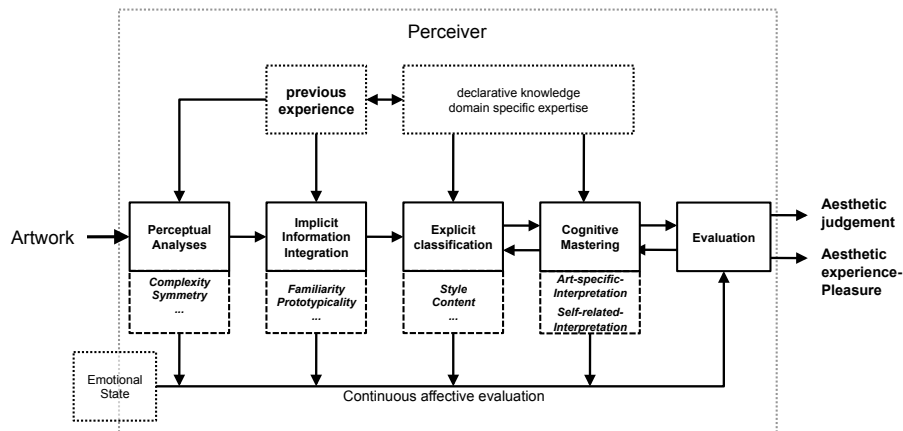 Perceiver
previous
experience
declarative knowledge
domain specific expertise
Artwork
Perceptual
Analyses
Implicit
Information
Integration
Explicit
classification
Cognitive
Mastering
Evaluation
Aesthetic
judgement
Aesthetic
experience-
Pleasure
Complexity
Symmetry
...
Familiarity
Prototypicality
...
Style
Content
...
Art-specific-
Interpretation
Self-related-
Interpretation
Emotional
State
Continuous affective evaluation